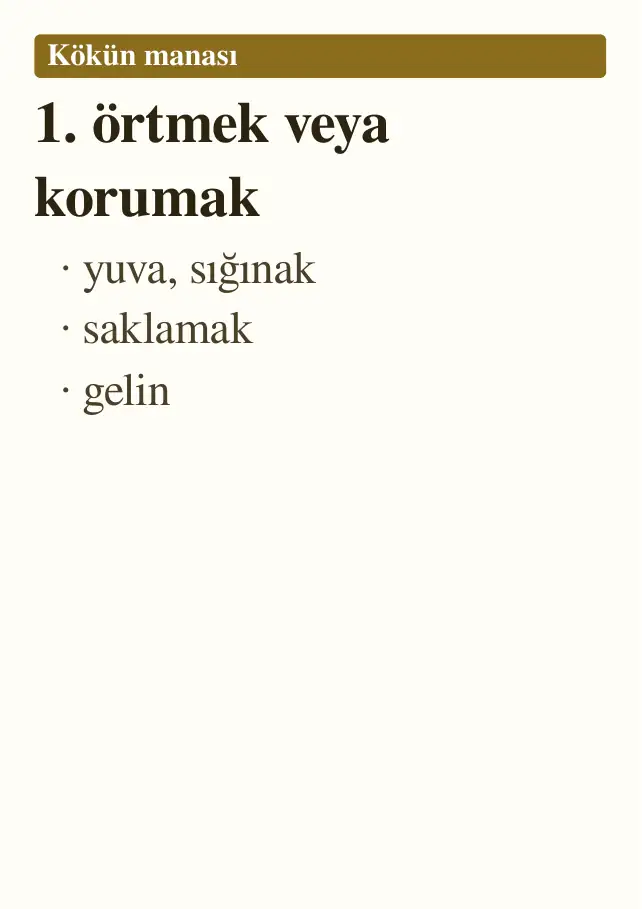 Kökün manası
1. örtmek veya
korumak
· yuva, sığınak
· saklamak
· gelin